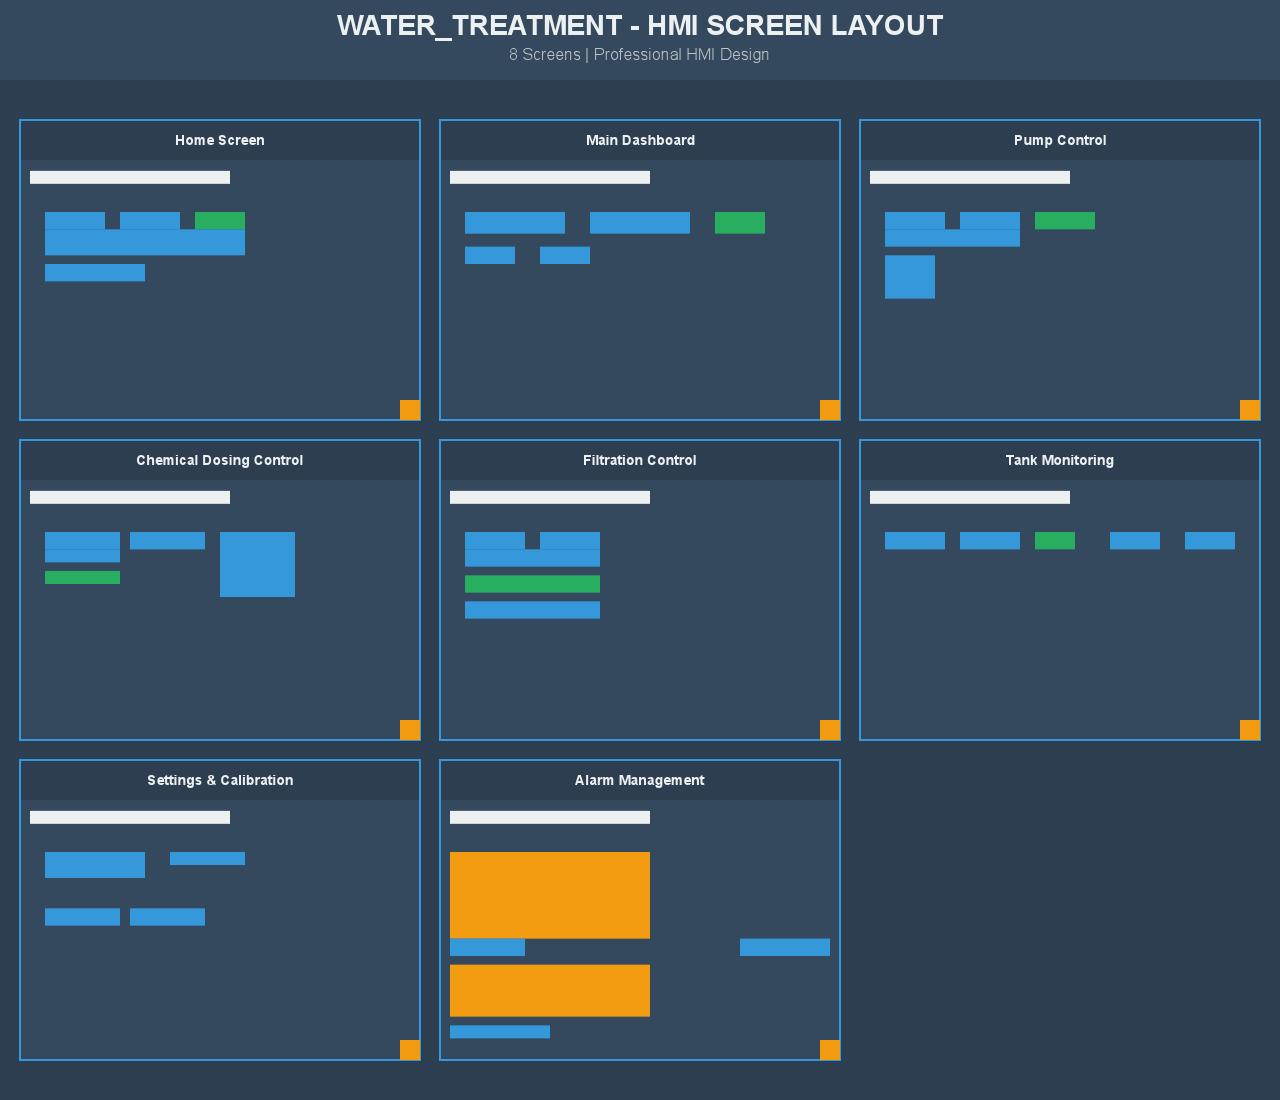 WATER_TREATMENT - HMI SCREEN LAYOUT
8 Screens | Professional HMI Design
Home Screen
Main Dashboard
Pump Control
Chemical Dosing Control
Filtration Control
Tank Monitoring
Settings & Calibration
Alarm Management